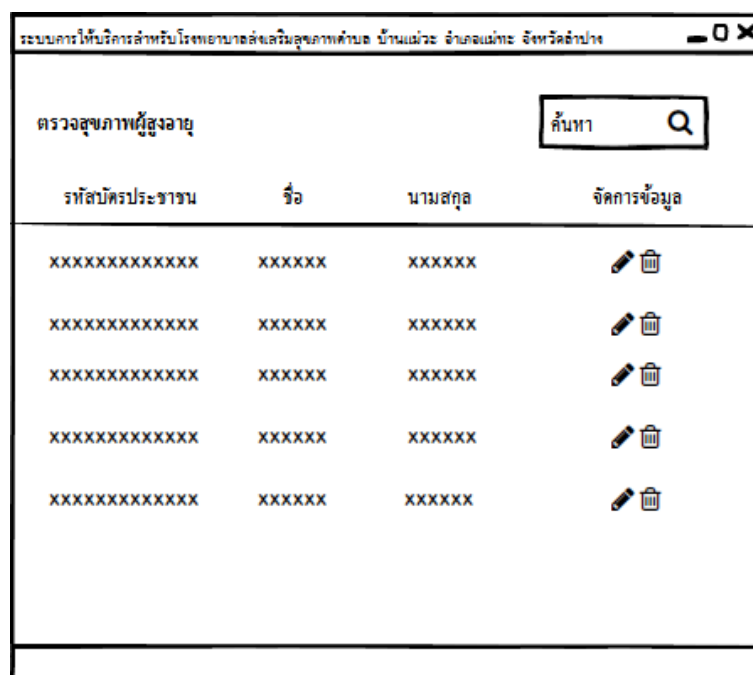 ระบบการให้บริการสำหรับโรงพยาบาลส่งเสริมสุขภาพตำบล บ้านแม่วะ อำเภอแม่ทะ จังหวัดลำปาง
ตรวจสุขภาพผู้สูงอายุ ค้นหา
รหัสบัตรประชาชน ชื่อ นามสกุล จัดการข้อมูล
xxxxxxxxxxxxx xxxxxx xxxxxx
xxxxxxxxxxxxx xxxxxx xxxxxx
xxxxxxxxxxxxx xxxxxx xxxxxx
xxxxxxxxxxxxx xxxxxx xxxxxx
xxxxxxxxxxxxx xxxxxx xxxxxx